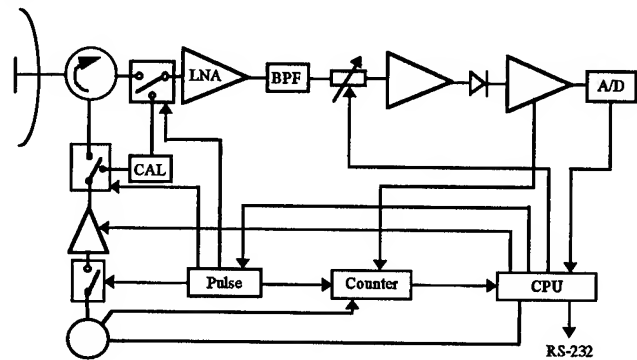 LNA
BPF
A/D
CAL
Pulse
Counter
CPU
RS-232